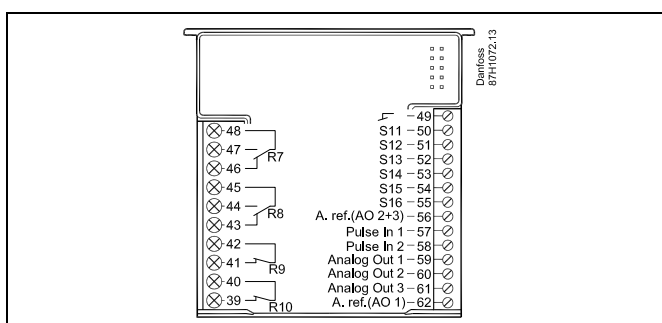 Danfoss
87H1072.13
48
47
R7
46
45
44
R8
43
42
41
R9
40
39
R10
49
S11 50
S12 51
S13 52
S14 53
S15 54
S16 55
A. ref.(AO 2+3) 56
Pulse In 1 57
Pulse In 2 58
Analog Out 1 59
Analog Out 2 60
Analog Out 3 61
A. ref.(AO 1) 62